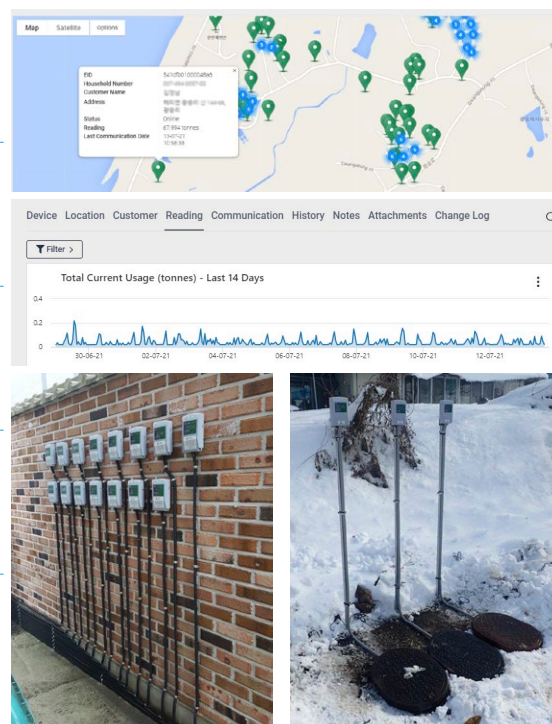 Map Satellite Options
EID
Household Number
Customer Name
Address
Status Online
Reading 67.994 tonnes
Last Communication Date 13-07-21
10:58:58
Device Location Customer Reading Communication History Notes Attachments Change Log
Filter >
Total Current Usage (tonnes) - Last 14 Days
0.4
0.2
0
30-06-21 02-07-21 04-07-21 06-07-21 08-07-21 10-07-21 12-07-21